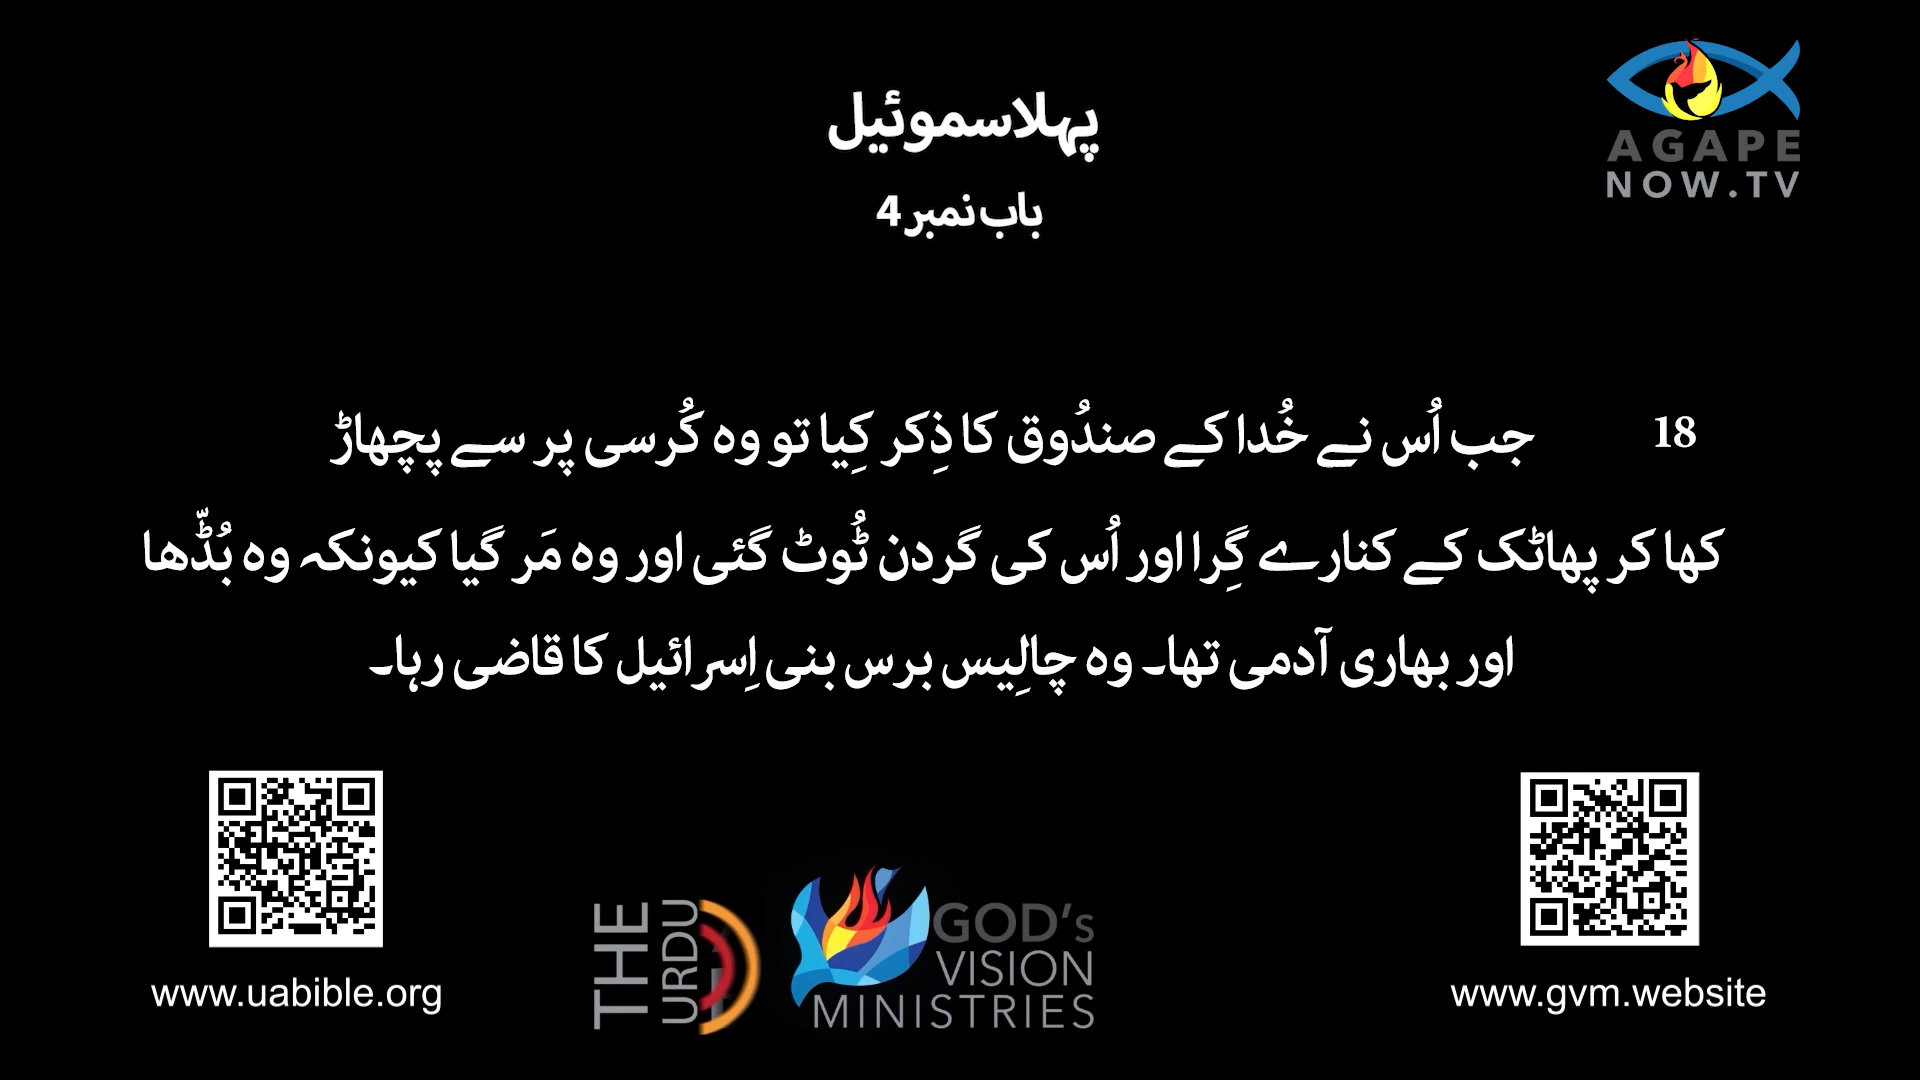 پہلا سموئیل
AGAPE
NOW.TV
باب نمبر 4
18 جب اُس نے خُدا کے صندُوق کا ذِکر کِیا تو وہ کُرسی پر سے پچھاڑ
کھا کر پھاٹک کے کنارے گِرا اور اُس کی گردن ٹُوٹ گئی اور وہ مَر گیا کیونکہ وہ بُڈّھا
اور بھاری آدمی تھا۔ وہ چالِیس برس بنی اِسرائیل کا قاضی رہا۔
THE
URDU
GOD's
VISION
MINISTRIES
www.uabible.org
www.gvm.website